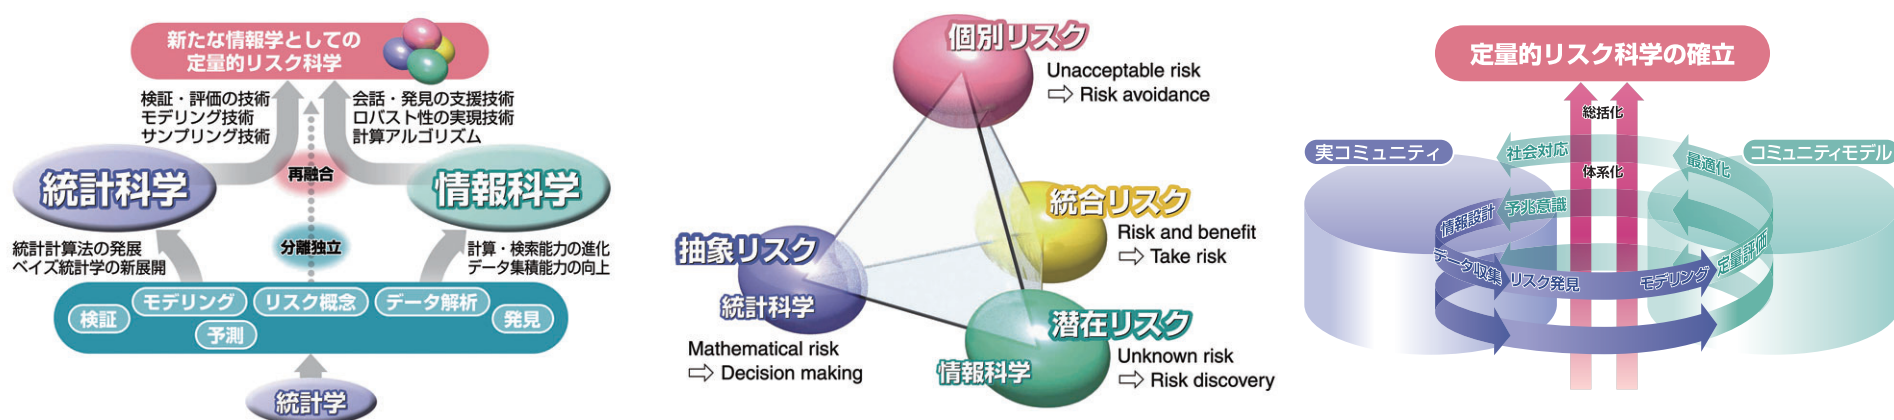 新たな情報学としての
定量的リスク科学
検証・評価の技術
モデリング技術
サンプリング技術
会話・発見の支援技術
ロバスト性の実現技術
計算アルゴリズム
統計科学
再融合
情報科学
分離独立
統計計算法の発展
ベイズ統計学の新展開
計算・検索能力の進化
データ集積能力の向上
検証
モデリング
予測
リスク概念
データ解析
発見
統計学
個別リスク
Unacceptable risk
⇨ Risk avoidance
統合リスク
Risk and benefit
⇨ Take risk
抽象リスク
統計科学
Mathematical risk
⇨ Decision making
潜在リスク
情報科学
Unknown risk
⇨ Risk discovery
定量的リスク科学の確立
総括化
実コミュニティ
社会対応
体系化
最適化
コミュニティモデル
情報設計
予兆意識
データ収集
リスク発見
モデリング
定量評価